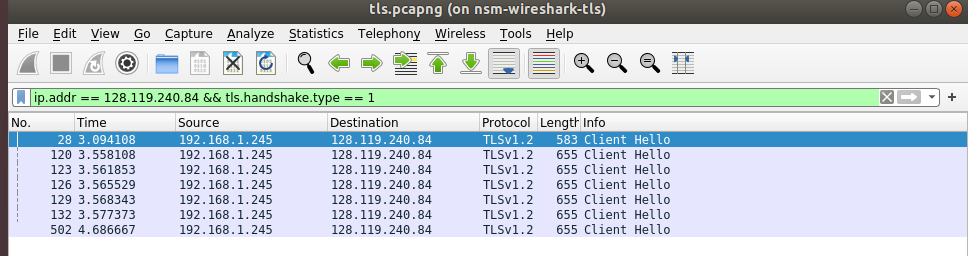 tls.pcapng (on nsm-wireshark-tls)
File Edit View Go Capture Analyze Statistics Telephony Wireless Tools Help
ip.addr == 128.119.240.84 && tls.handshake.type == 1
No. Time Source Destination Protocol Length Info
28 3.094108 192.168.1.245 128.119.240.84 TLSv1.2 583 Client Hello
120 3.558108 192.168.1.245 128.119.240.84 TLSv1.2 655 Client Hello
123 3.561853 192.168.1.245 128.119.240.84 TLSv1.2 655 Client Hello
126 3.565529 192.168.1.245 128.119.240.84 TLSv1.2 655 Client Hello
129 3.568343 192.168.1.245 128.119.240.84 TLSv1.2 655 Client Hello
132 3.577373 192.168.1.245 128.119.240.84 TLSv1.2 655 Client Hello
502 4.686667 192.168.1.245 128.119.240.84 TLSv1.2 655 Client Hello